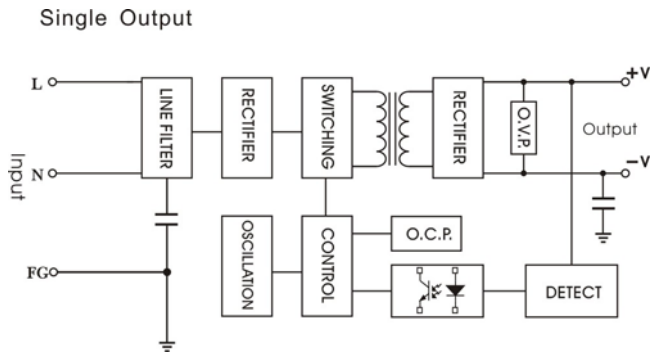 Single Output
L
N
FG
Input
LINE FILTER
RECTIFIER
SWITCHING
RECTIFIER
O.V.P.
+V
Output
-V
OSCILLATION
CONTROL
O.C.P.
DETECT